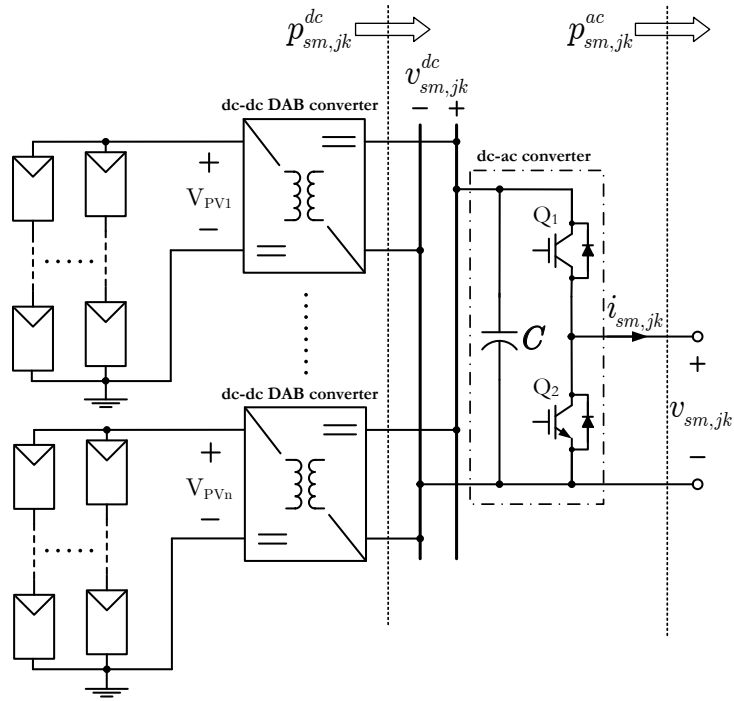 p^{dc}_{sm,jk}
p^{ac}_{sm,jk}
v^{dc}_{sm,jk}
− +
dc-dc DAB converter
dc-ac converter
+
V_{PV1}
−
Q_1
i_{sm,jk}
C
+
dc-dc DAB converter
Q_2
v_{sm,jk}
−
+
V_{PVn}
−